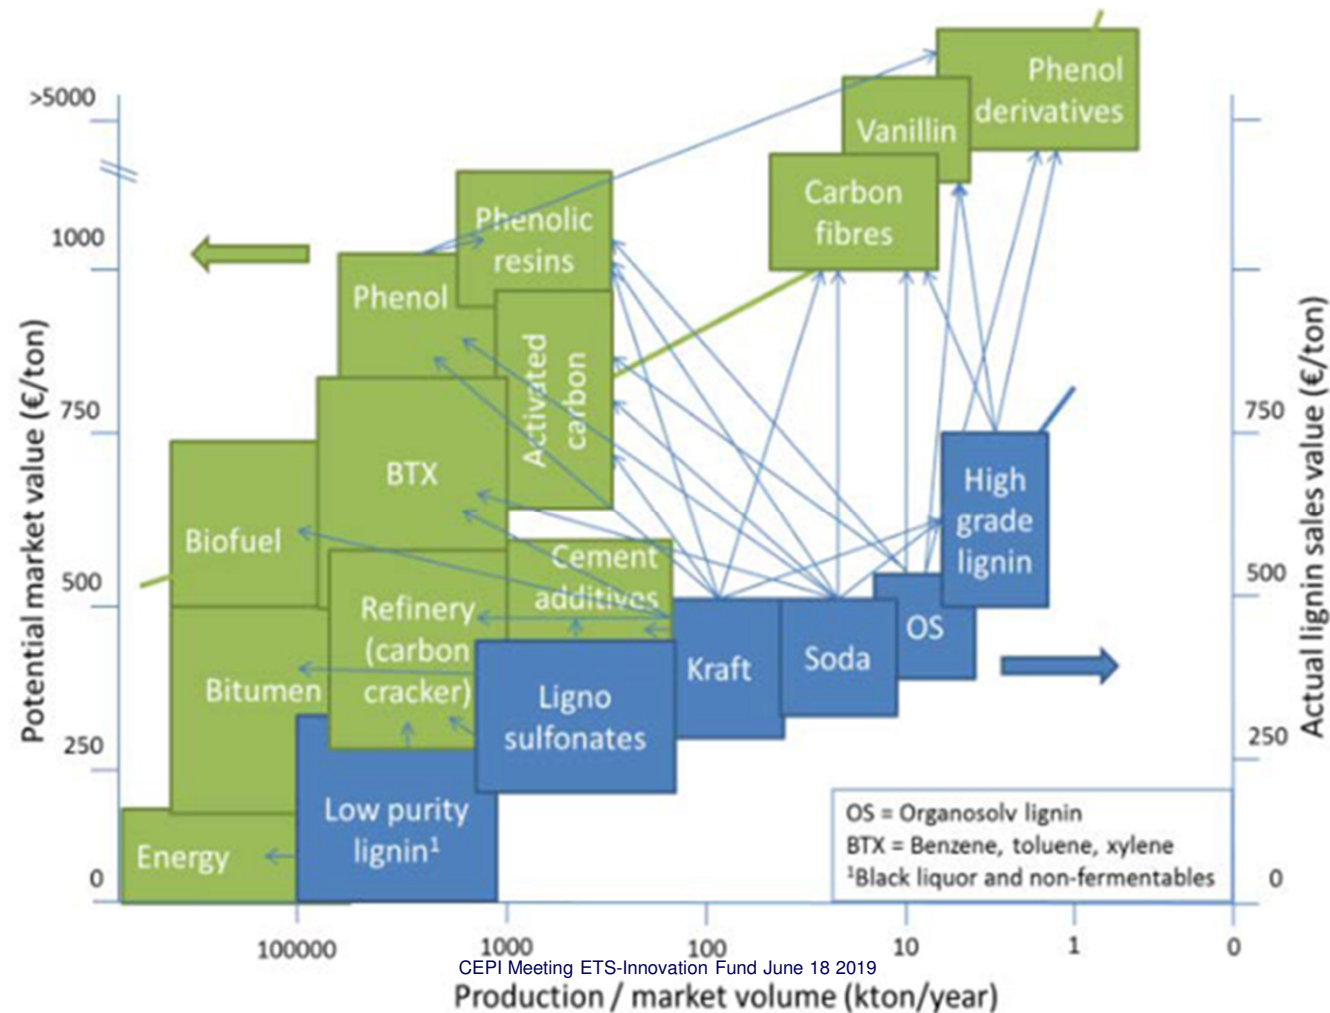 >5000
1000
750
500
250
0
Potential market value (€/ton)
Phenol
derivatives
Vanillin
Carbon
fibres
Phenolic
resins
Phenol
Activated
carbon
BTX
Biofuel
Cement
additives
Refinery
(carbon
cracker)
Bitumen
Ligno
sulfonates
Kraft
Soda
OS
High
grade
lignin
Low purity
lignin¹
Energy
750
500
250
0
Actual lignin sales value (€/ton)
OS = Organosolv lignin
BTX = Benzene, toluene, xylene
¹Black liquor and non-fermentables
100000
1000
100
10
1
0
CEPI Meeting ETS-Innovation Fund June 18 2019
Production / market volume (kton/year)